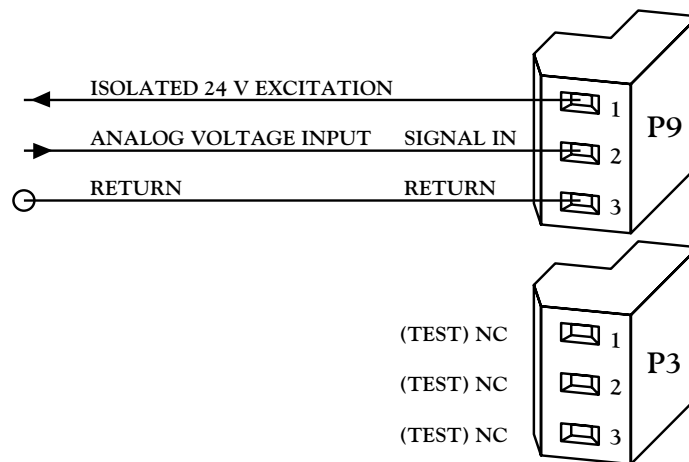 ISOLATED 24 V EXCITATION 1
ANALOG VOLTAGE INPUT SIGNAL IN 2
P9
RETURN RETURN 3
(TEST) NC 1
(TEST) NC 2
P3
(TEST) NC 3